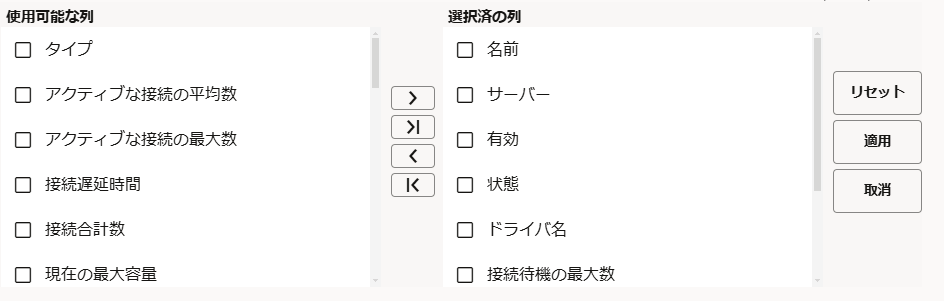 使用可能な列
タイプ
アクティブな接続の平均数
アクティブな接続の最大数
接続遅延時間
接続合計数
現在の最大容量
選択済の列
名前
サーバー
有効
状態
ドライバ名
接続待機の最大数
リセット
適用
取消